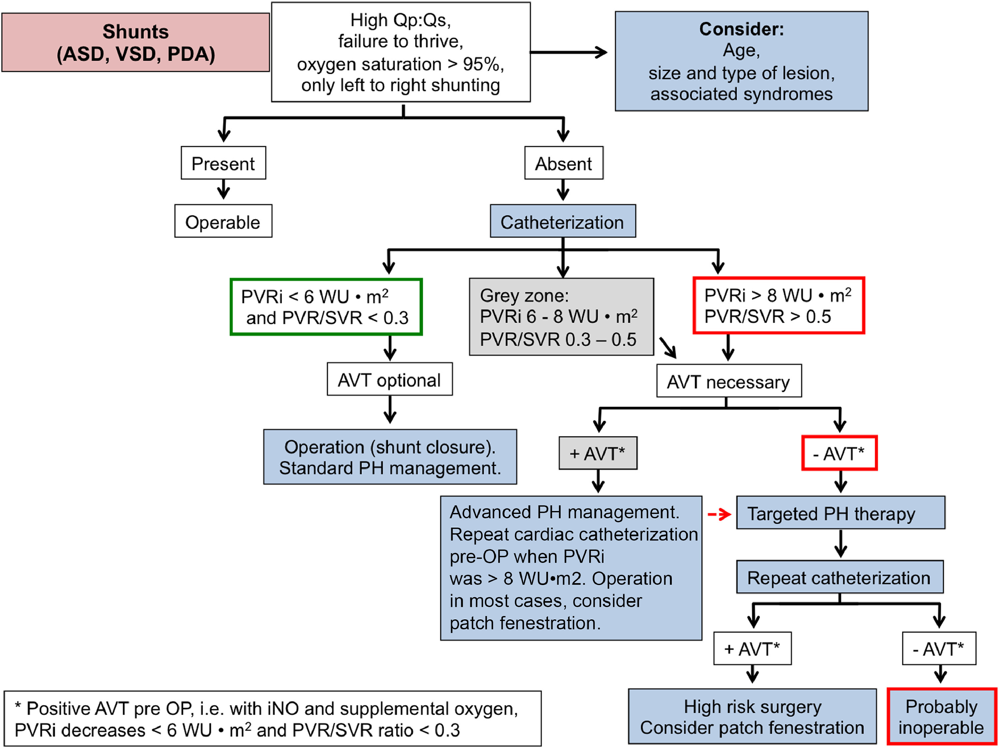 Shunts
(ASD, VSD, PDA)
High Qp:Qs,
failure to thrive,
oxygen saturation > 95%,
only left to right shunting
Consider:
Age,
size and type of lesion,
associated syndromes
Present
Absent
Operable
Catheterization
PVRi < 6 WU • m²
and PVR/SVR < 0.3
Grey zone:
PVRi 6 - 8 WU • m²
PVR/SVR 0.3 – 0.5
PVRi > 8 WU • m²
PVR/SVR > 0.5
AVT optional
AVT necessary
Operation (shunt closure).
Standard PH management.
+ AVT*
- AVT*
Advanced PH management.
Repeat cardiac catheterization
pre-OP when PVRi
was > 8 WU•m2. Operation
in most cases, consider
patch fenestration.
Targeted PH therapy
Repeat catheterization
+ AVT*
- AVT*
High risk surgery
Consider patch fenestration
Probably
inoperable
* Positive AVT pre OP, i.e. with iNO and supplemental oxygen,
PVRi decreases < 6 WU • m² and PVR/SVR ratio < 0.3